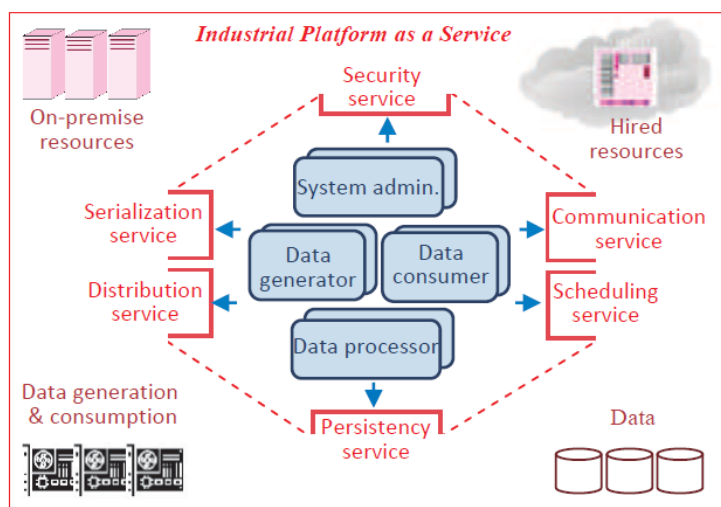 Industrial Platform as a Service
On-premise
resources
Security
service
Hired
resources
System admin.
Serialization
service
Communication
service
Data
generator
Data
consumer
Distribution
service
Scheduling
service
Data processor
Data generation
& consumption
Persistency
service
Data